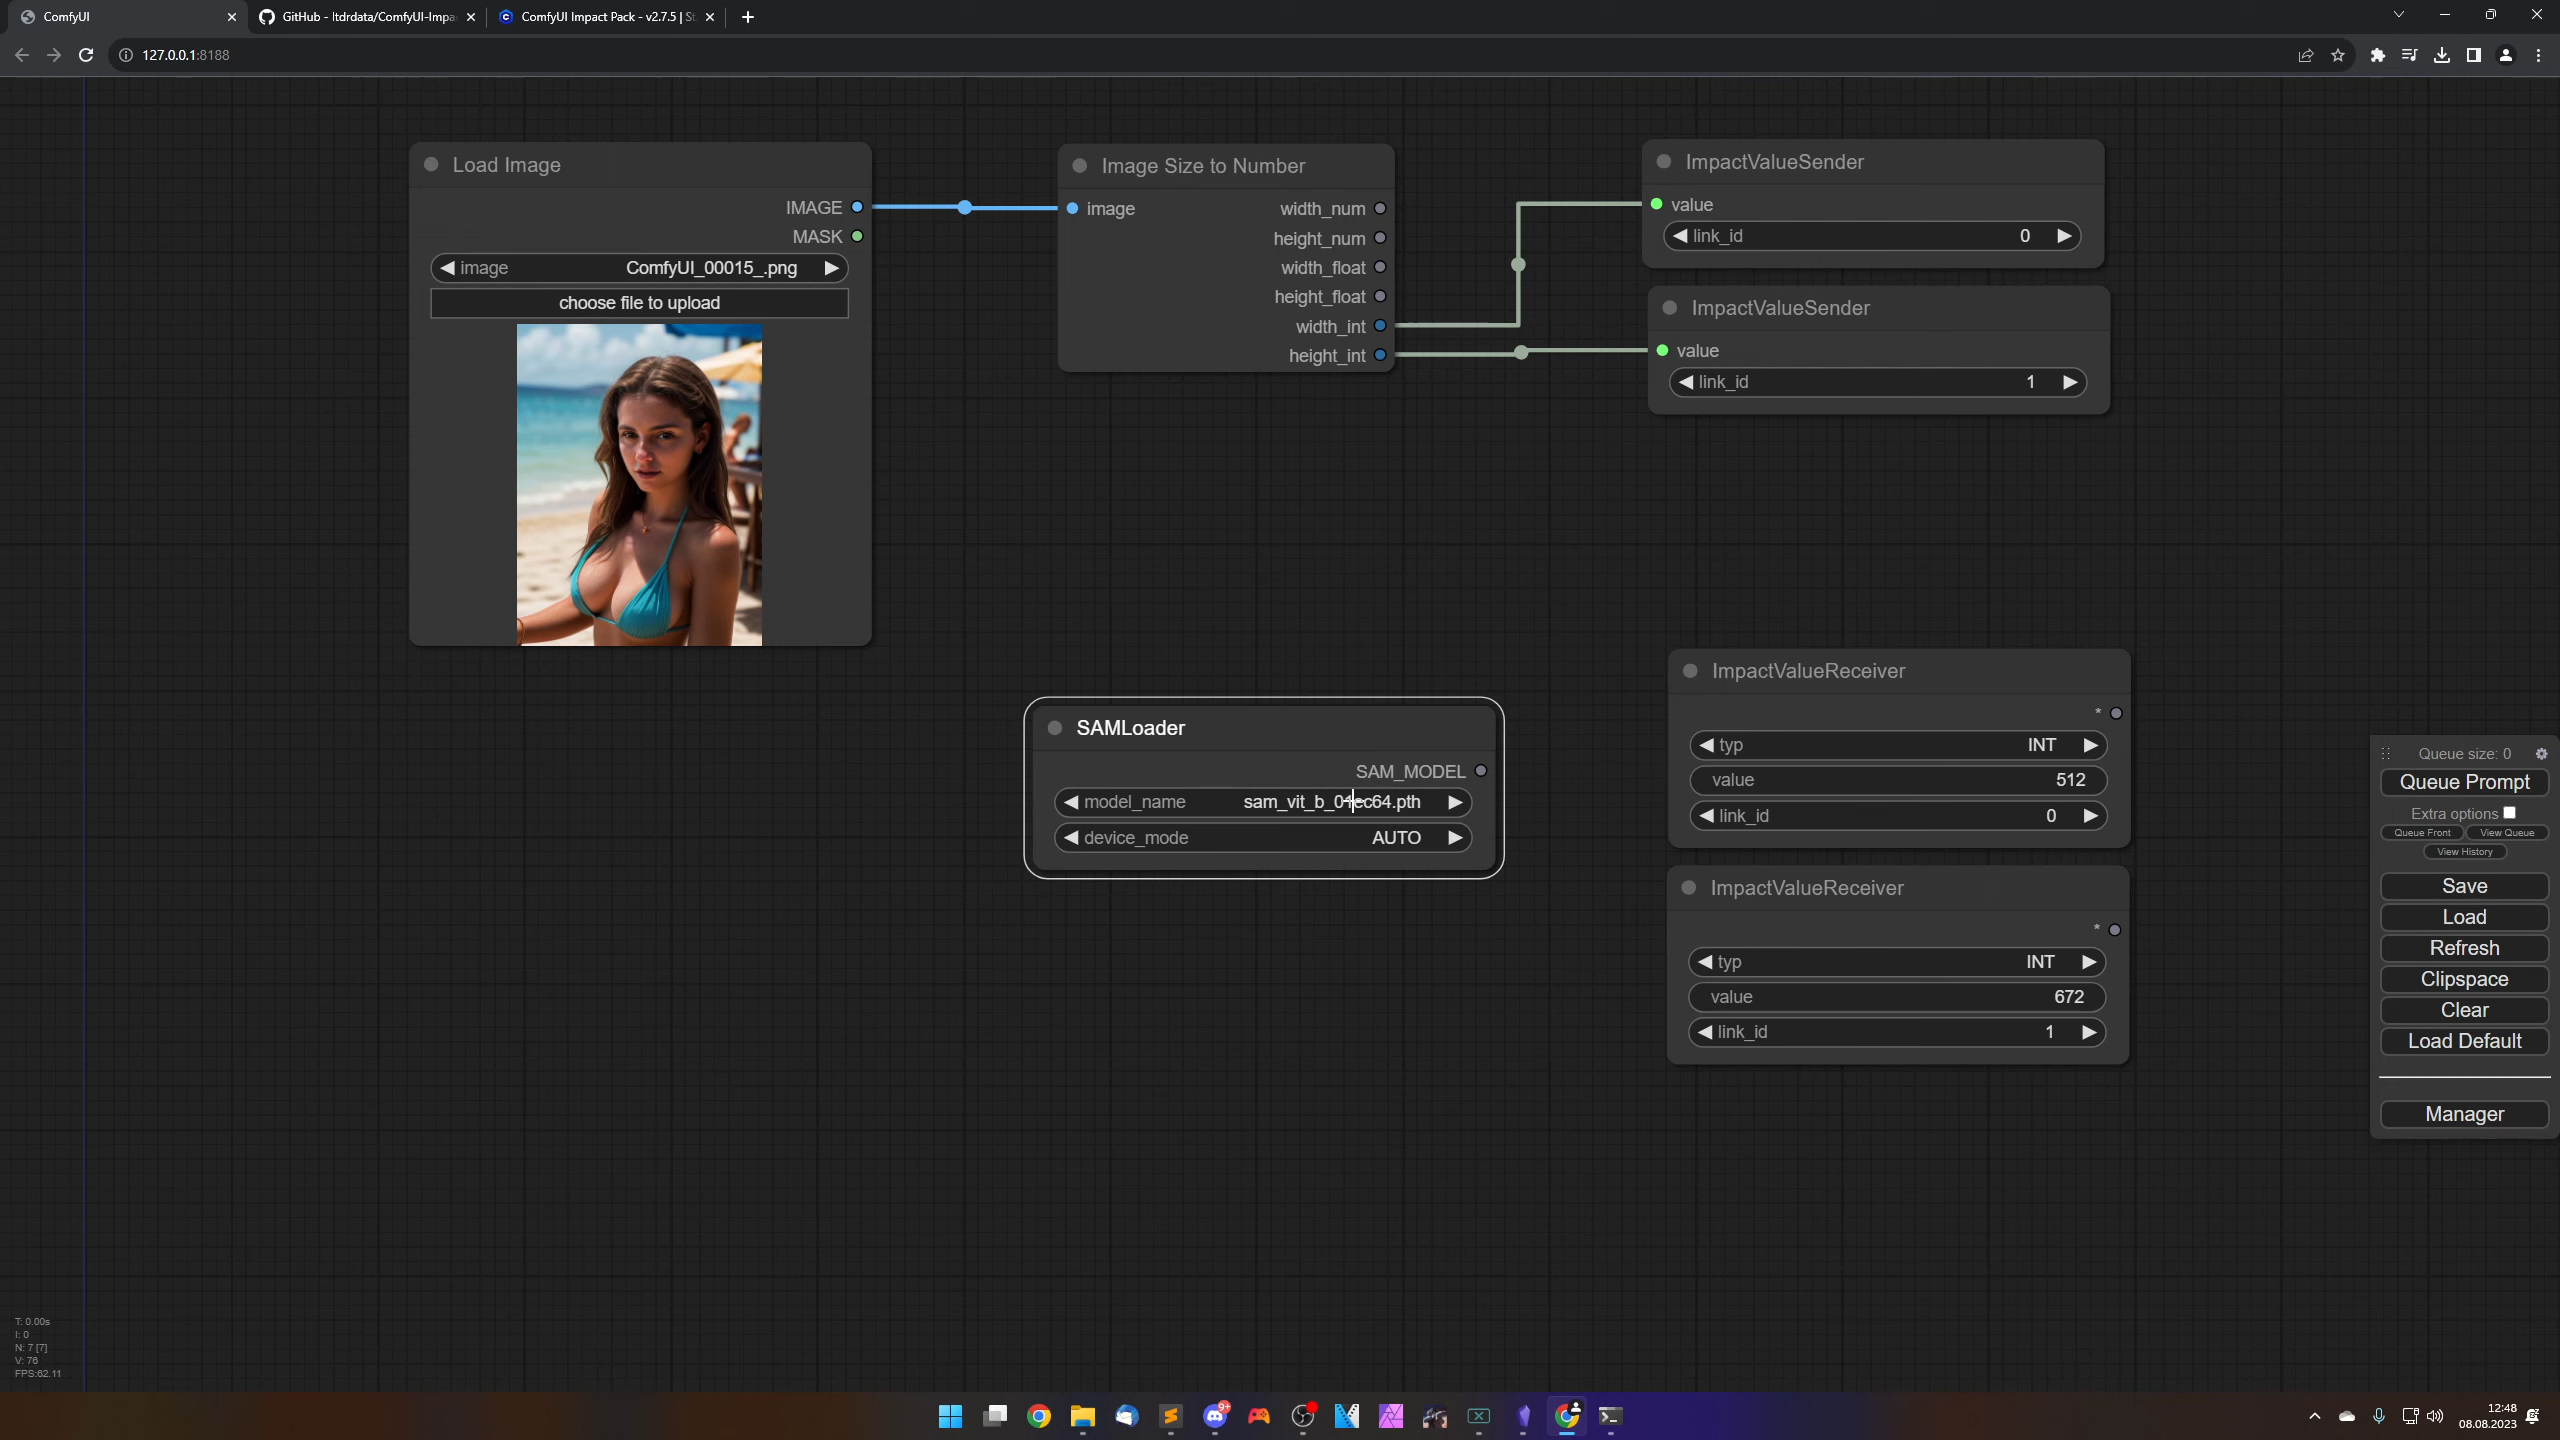 ComfyUI
GitHub - ltdrdata/ComfyUI-Impa
ComfyUI Impact Pack - v2.7.5 | St
127.0.0.1:8188
Load Image
IMAGE
MASK
image ComfyUI_00015_.png
choose file to upload
Image Size to Number
image width_num
height_num
width_float
height_float
width_int
height_int
ImpactValueSender
value
link_id 0
ImpactValueSender
value
link_id 1
SAMLoader
SAM_MODEL
model_name sam_vit_b_01ec64.pth
device_mode AUTO
ImpactValueReceiver
*
typ INT
value 512
link_id 0
ImpactValueReceiver
*
typ INT
value 672
link_id 1
Queue size: 0
Queue Prompt
Extra options
Queue Front View Queue
View History
Save
Load
Refresh
Clipspace
Clear
Load Default
Manager
T: 0.00s
I: 0
N: 7 [7]
V: 76
FPS:62.11
9+
12:48
08.08.2023